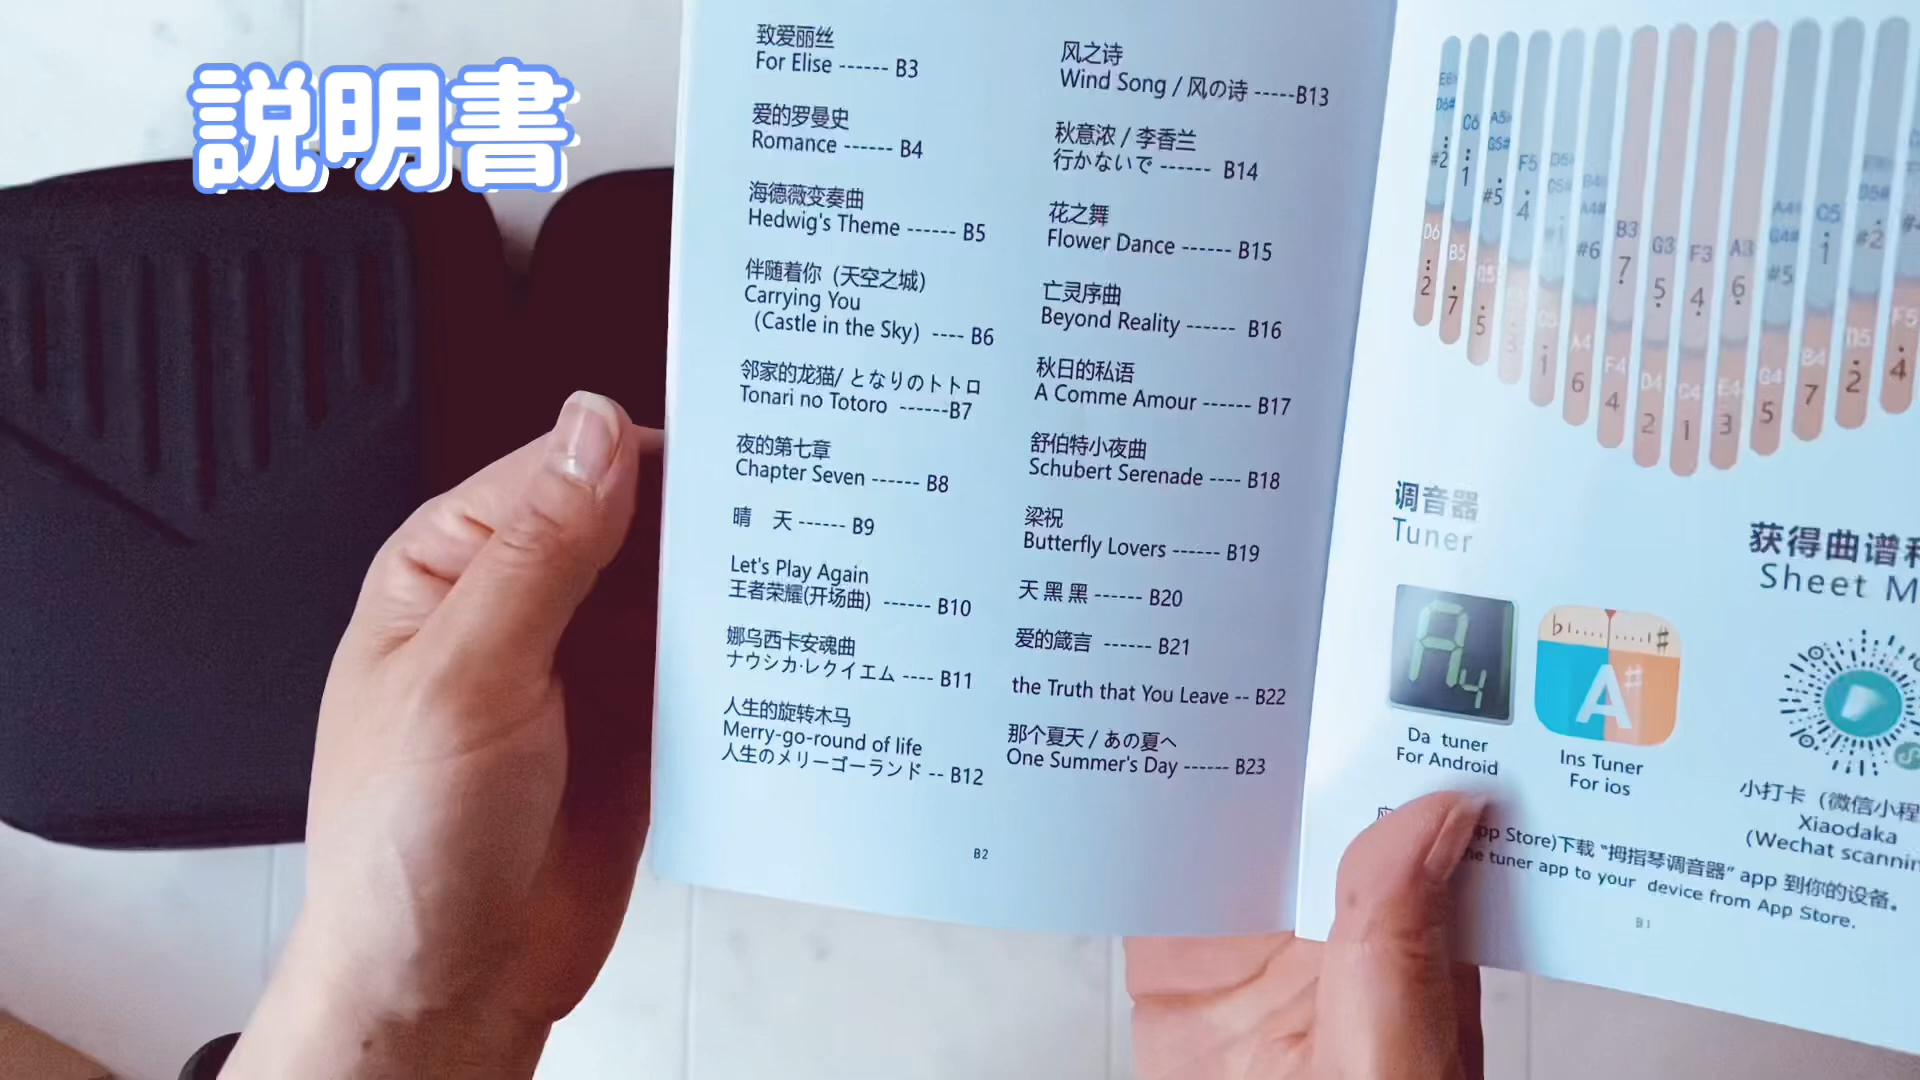 説明書
致爱丽丝
For Elise ------ B3
爱的罗曼史
Romance ------ B4
海德薇变奏曲
Hedwig's Theme ------ B5
伴随着你（天空之城）
Carrying You
（Castle in the Sky）---- B6
邻家的龙猫/ となりのトトロ
Tonari no Totoro ------B7
夜的第七章
Chapter Seven ------ B8
晴 天 ------ B9
Let's Play Again
王者荣耀(开场曲) ------ B10
娜乌西卡安魂曲
ナウシカ·レクイエム ---- B11
人生的旋转木马
Merry-go-round of life
人生のメリーゴーランド -- B12
风之诗
Wind Song / 风の诗 -----B13
秋意浓 / 李香兰
行かないで ------ B14
花之舞
Flower Dance ------ B15
亡灵序曲
Beyond Reality ------ B16
秋日的私语
A Comme Amour ------ B17
舒伯特小夜曲
Schubert Serenade ---- B18
梁祝
Butterfly Lovers ------ B19
天 黑 黑 ------ B20
爱的箴言 ------ B21
the Truth that You Leave -- B22
那个夏天 / あの夏へ
One Summer's Day ------ B23
B2
调音器
Tuner
Da tuner
For Android
Ins Tuner
For ios
获得曲谱
Sheet M
小打卡（微信小程
Xiaodaka
(Wechat scannin
pp Store)下载 “拇指琴调音器” app 到你的设备。
he tuner app to your device from App Store.
B1